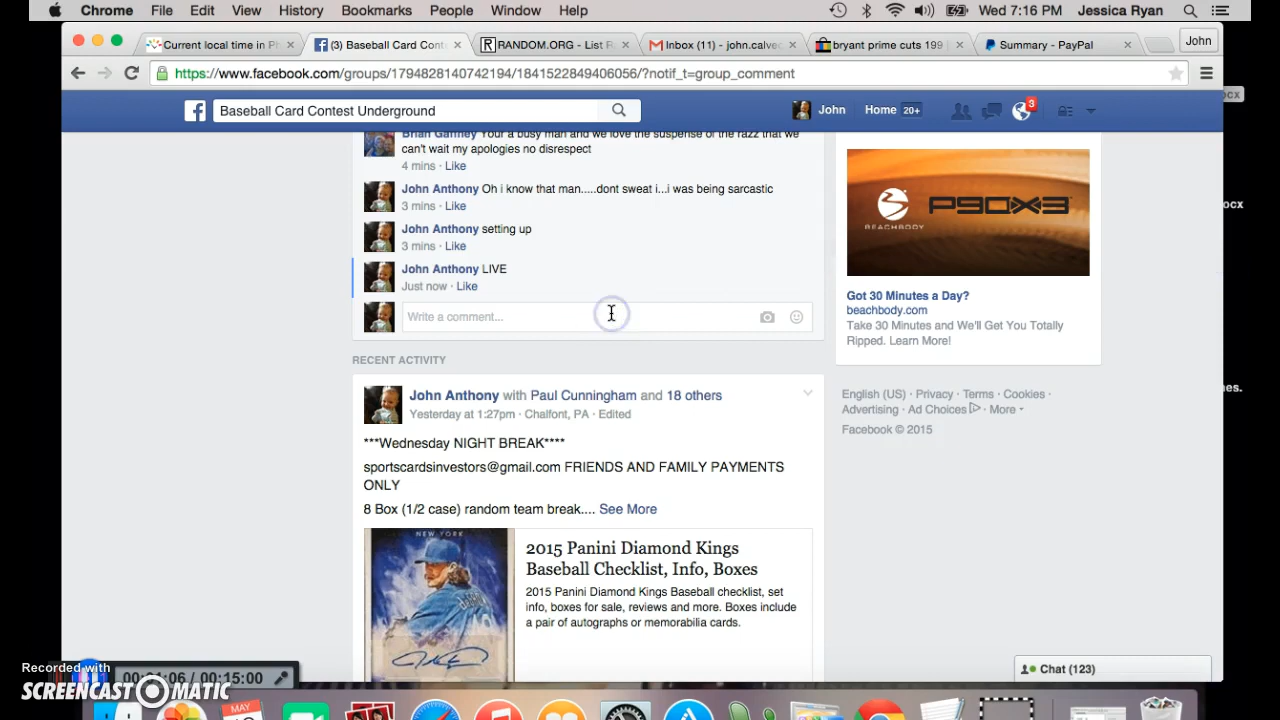 Chrome File Edit View History Bookmarks People Window Help Wed 7:16 PM Jessica Ryan
Current local time in Ph
(3) Baseball Card Cont
RANDOM.ORG - List R
Inbox (11) - john.calvec
bryant prime cuts 199
Summary - PayPal
John
https://www.facebook.com/groups/1794828140742194/1841522849406056/?notif_t=group_comment
Baseball Card Contest Underground
John Home 20+ 3
Brian Gaffney Your a busy man and we love the suspense of the razz that we
can't wait my apologies no disrespect
4 mins · Like
John Anthony Oh i know that man.....dont sweat i...i was being sarcastic
3 mins · Like
John Anthony setting up
3 mins · Like
John Anthony LIVE
Just now · Like
Write a comment...
RECENT ACTIVITY
John Anthony with Paul Cunningham and 18 others
Yesterday at 1:27pm · Chalfont, PA · Edited
***Wednesday NIGHT BREAK****
sportscardsinvestors@gmail.com FRIENDS AND FAMILY PAYMENTS
ONLY
8 Box (1/2 case) random team break.... See More
NEW YORK
2015 Panini Diamond Kings
Baseball Checklist, Info, Boxes
2015 Panini Diamond Kings Baseball checklist, set
info, boxes for sale, reviews and more. Boxes include
a pair of autographs or memorabilia cards.
BEACHBODY
P90X3
Got 30 Minutes a Day?
beachbody.com
Take 30 Minutes and We'll Get You Totally
Ripped. Learn More!
English (US) · Privacy · Terms · Cookies ·
Advertising · Ad Choices · More
Facebook © 2015
Chat (123)
ocx
ocx
es.
Recorded with
SCREENCAST MATIC
:06 / 00:15:00
MAY